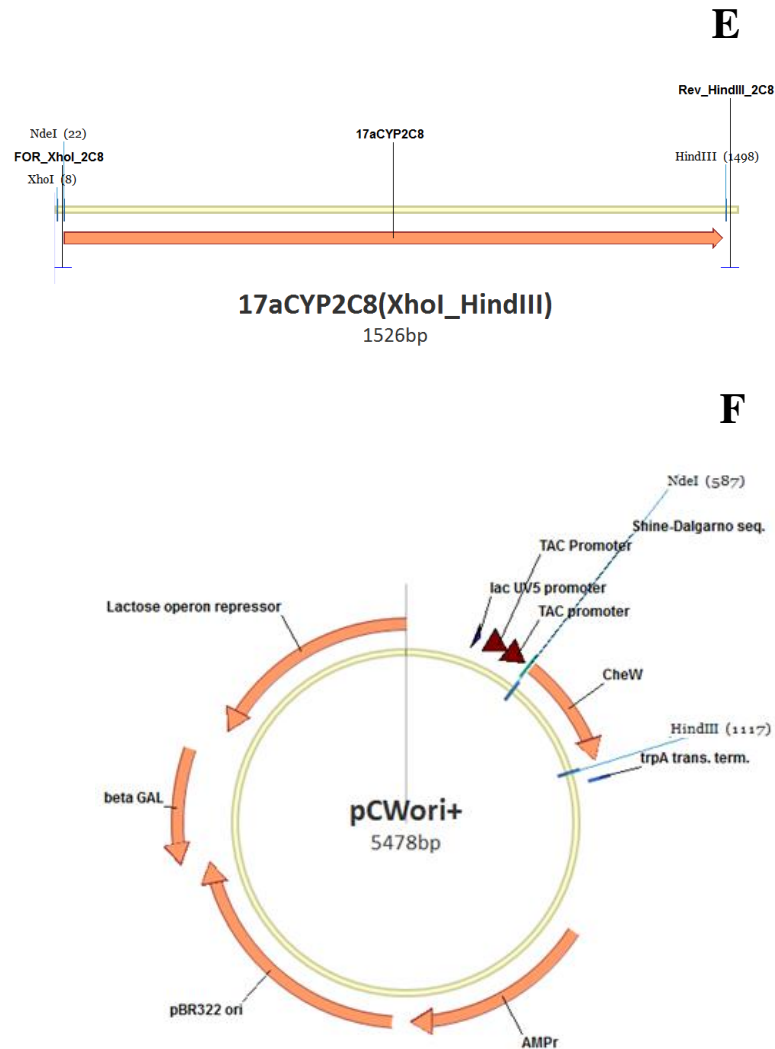 E
Rev_HindIII_2C8
NdeI (22)
17aCYP2C8
FOR_XhoI_2C8
HindIII (1498)
XhoI (8)
17aCYP2C8(XhoI_HindIII)
1526bp
F
NdeI (587)
Shine-Dalgarno seq.
TAC Promoter
lac UV5 promoter
Lactose operon repressor
TAC promoter
CheW
HindIII (1117)
trpA trans. term.
beta GAL
pCWori+
5478bp
pBR322 ori
AMPr